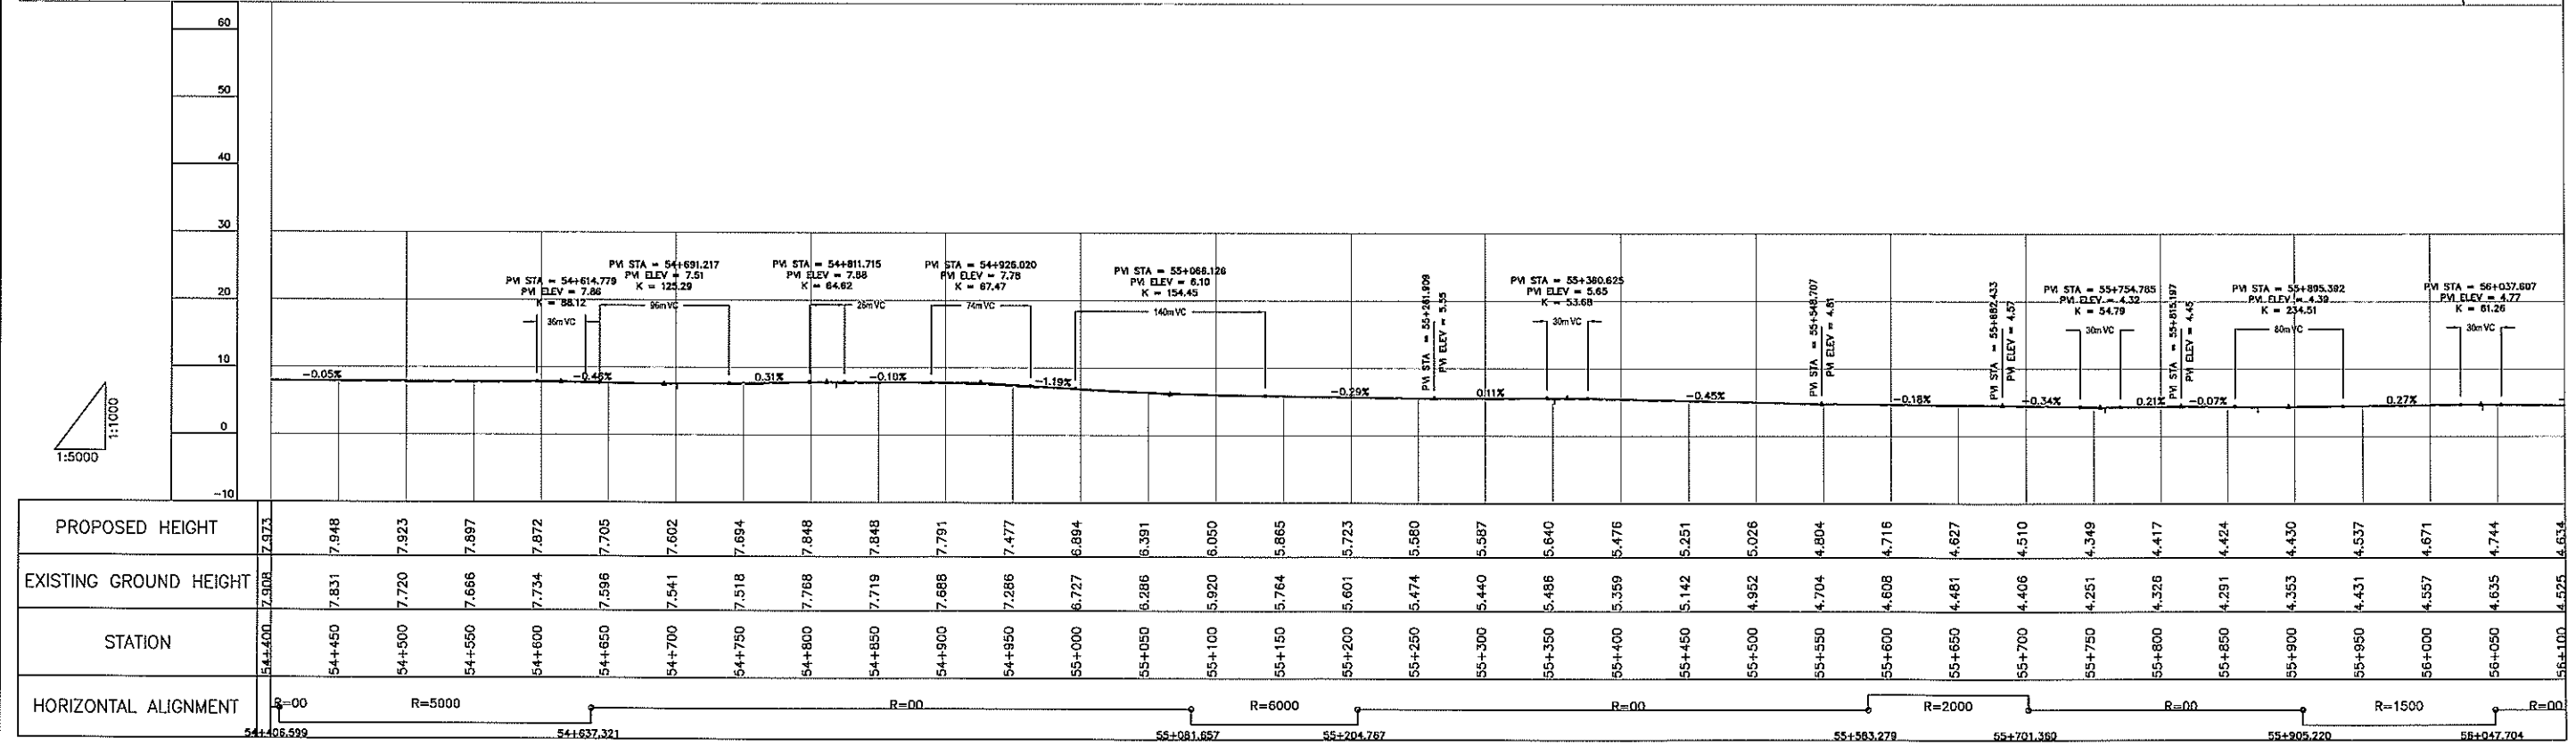 60
50
40
30
20
10
0
-10
1:1000
1:5000
PVI STA = 54+614.779
PVI ELEV = 7.86
K = 88.12
36m VC
PVI STA = 54+691.217
PVI ELEV = 7.51
K = 125.29
96m VC
PVI STA = 54+811.715
PVI ELEV = 7.88
K = 64.62
26m VC
PVI STA = 54+926.020
PVI ELEV = 7.78
K = 67.47
74m VC
PVI STA = 55+066.126
PVI ELEV = 6.10
K = 154.45
140m VC
PVI STA = 55+261.909
PVI ELEV = 5.55
PVI STA = 55+360.625
PVI ELEV = 5.65
K = 53.68
30m VC
PVI STA = 55+548.707
PVI ELEV = 4.81
PVI STA = 55+682.433
PVI ELEV = 4.57
PVI STA = 55+754.785
PVI ELEV = 4.32
K = 54.79
30m VC
PVI STA = 55+815.197
PVI ELEV = 4.45
PVI STA = 55+895.392
PVI ELEV = 4.39
K = 234.51
80m VC
PVI STA = 56+037.607
PVI ELEV = 4.77
K = 61.26
30m VC
-0.05% -0.46% 0.31% -0.10% -1.19% -0.29% 0.11% -0.45% -0.18% -0.34% 0.21% -0.07% 0.27%
PROPOSED HEIGHT 7.973 7.948 7.923 7.897 7.872 7.705 7.602 7.694 7.848 7.848 7.791 7.477 6.894 6.391 6.050 5.865 5.723 5.580 5.587 5.640 5.476 5.251 5.026 4.804 4.716 4.627 4.510 4.349 4.417 4.424 4.430 4.537 4.671 4.744 4.634
EXISTING GROUND HEIGHT 7.908 7.831 7.720 7.666 7.734 7.596 7.541 7.518 7.768 7.719 7.688 7.286 6.727 6.286 5.920 5.764 5.601 5.474 5.440 5.486 5.359 5.142 4.952 4.704 4.608 4.481 4.406 4.251 4.326 4.291 4.353 4.431 4.557 4.635 4.525
STATION 54+400 54+450 54+500 54+550 54+600 54+650 54+700 54+750 54+800 54+850 54+900 54+950 55+000 55+050 55+100 55+150 55+200 55+250 55+300 55+350 55+400 55+450 55+500 55+550 55+600 55+650 55+700 55+750 55+800 55+850 55+900 55+950 56+000 56+050 56+100
HORIZONTAL ALIGNMENT R=00 R=5000 R=00 R=6000 R=00 R=2000 R=00 R=1500 R=00
54+406.599 54+637.321 55+081.657 55+204.767 55+583.279 55+701.360 55+905.220 56+047.704